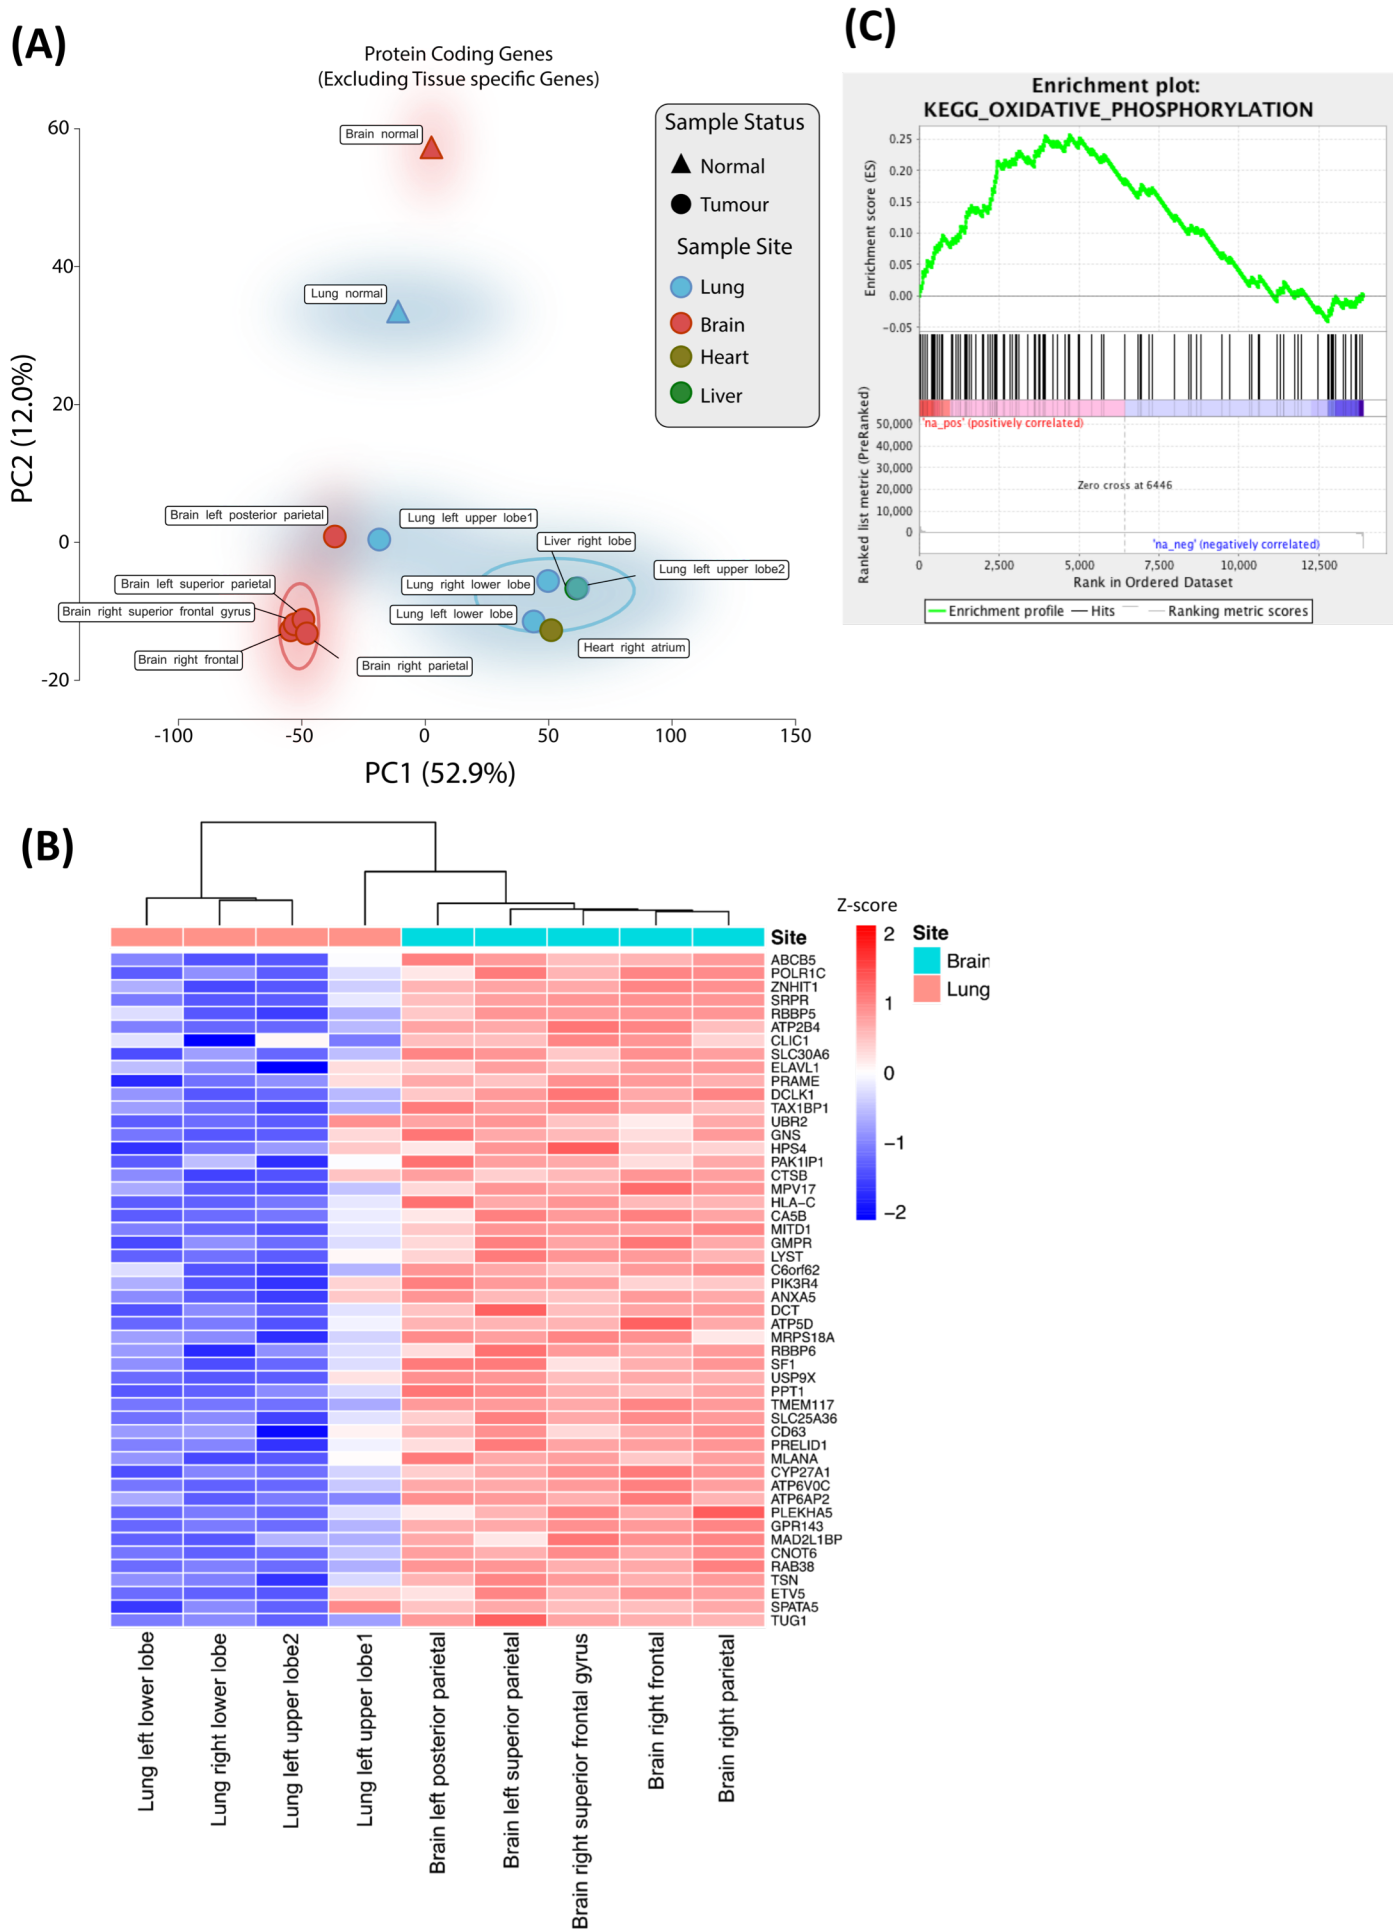 (A)
Protein Coding Genes
(Excluding Tissue specific Genes)
60
40
20
0
-20
PC2 (12.0%)
-100
-50
0
50
100
150
PC1 (52.9%)
Brain normal
Lung normal
Brain left posterior parietal
Lung left upper lobe1
Liver right lobe
Lung left upper lobe2
Brain left superior parietal
Lung right lower lobe
Brain right superior frontal gyrus
Lung left lower lobe
Heart right atrium
Brain right frontal
Brain right parietal
Sample Status
Normal
Tumour
Sample Site
Lung
Brain
Heart
Liver
(C)
Enrichment plot:
KEGG_OXIDATIVE_PHOSPHORYLATION
Enrichment score (ES)
0.25
0.20
0.15
0.10
0.05
0.00
-0.05
'na_pos' (positively correlated)
Ranked list metric (PreRanked)
50,000
40,000
30,000
20,000
10,000
0
Zero cross at 6446
'na_neg' (negatively correlated)
0
2,500
5,000
7,500
10,000
12,500
Rank in Ordered Dataset
Enrichment profile
Hits
Ranking metric scores
(B)
Z-score
2
1
0
−1
−2
Site
Brain
Lung
Site
ABCB5
POLR1C
ZNHIT1
SRPR
RBBP5
ATP2B4
CLIC1
SLC30A6
ELAVL1
PRAME
DCLK1
TAX1BP1
UBR2
GNS
HPS4
PAK1IP1
CTSB
MPV17
HLA−C
CA5B
MITD1
GMPR
LYST
C6orf62
PIK3R4
ANXA5
DCT
ATP5D
MRPS18A
RBBP6
SF1
USP9X
PPT1
TMEM117
SLC25A36
CD63
PRELID1
MLANA
CYP27A1
ATP6V0C
ATP6AP2
PLEKHA5
GPR143
MAD2L1BP
CNOT6
RAB38
TSN
ETV5
SPATA5
TUG1
Lung left lower lobe
Lung right lower lobe
Lung left upper lobe2
Lung left upper lobe1
Brain left posterior parietal
Brain left superior parietal
Brain right superior frontal gyrus
Brain right frontal
Brain right parietal